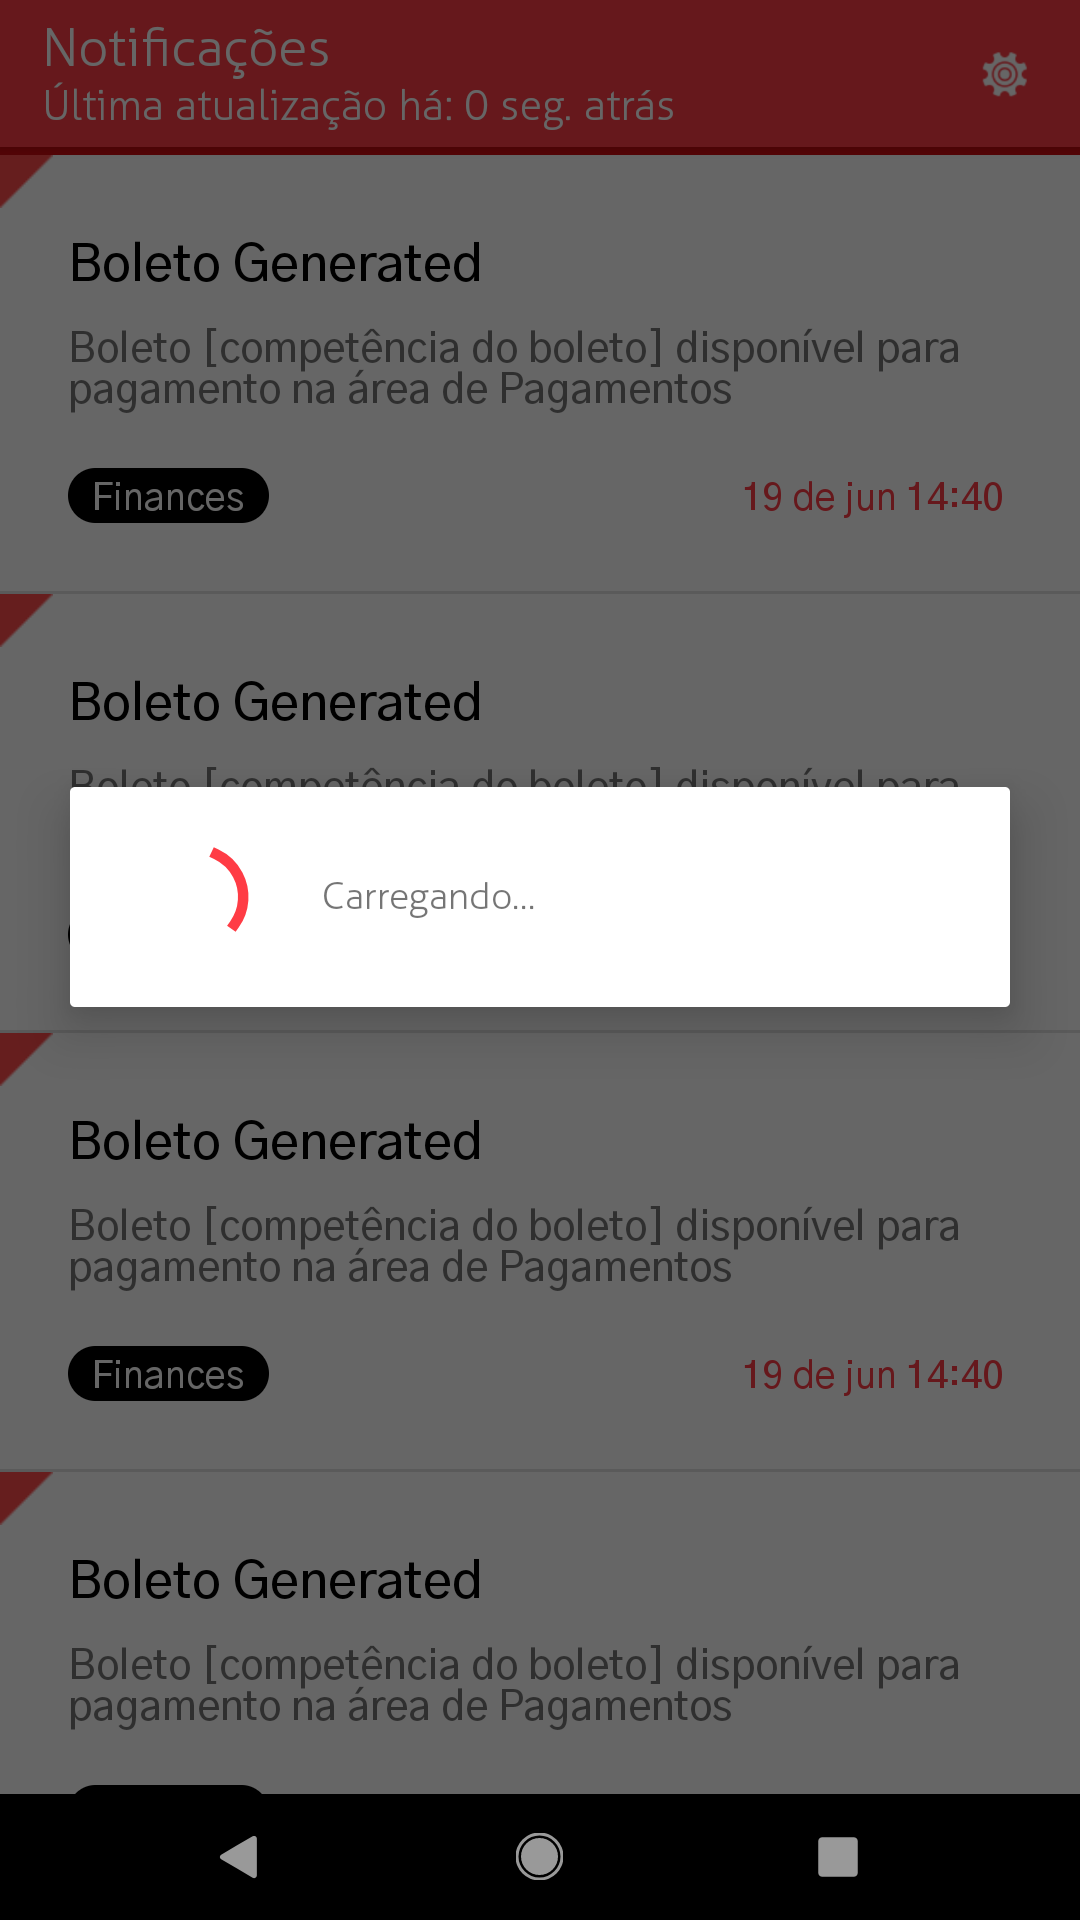 Notificações
Última atualização há: 0 seg. atrás
Boleto Generated
Boleto [competência do boleto] disponível para
pagamento na área de Pagamentos
Finances
19 de jun 14:40
Boleto Generated
Boleto [competência do boleto] disponível para
Carregando...
Boleto Generated
Boleto [competência do boleto] disponível para
pagamento na área de Pagamentos
Finances
19 de jun 14:40
Boleto Generated
Boleto [competência do boleto] disponível para
pagamento na área de Pagamentos